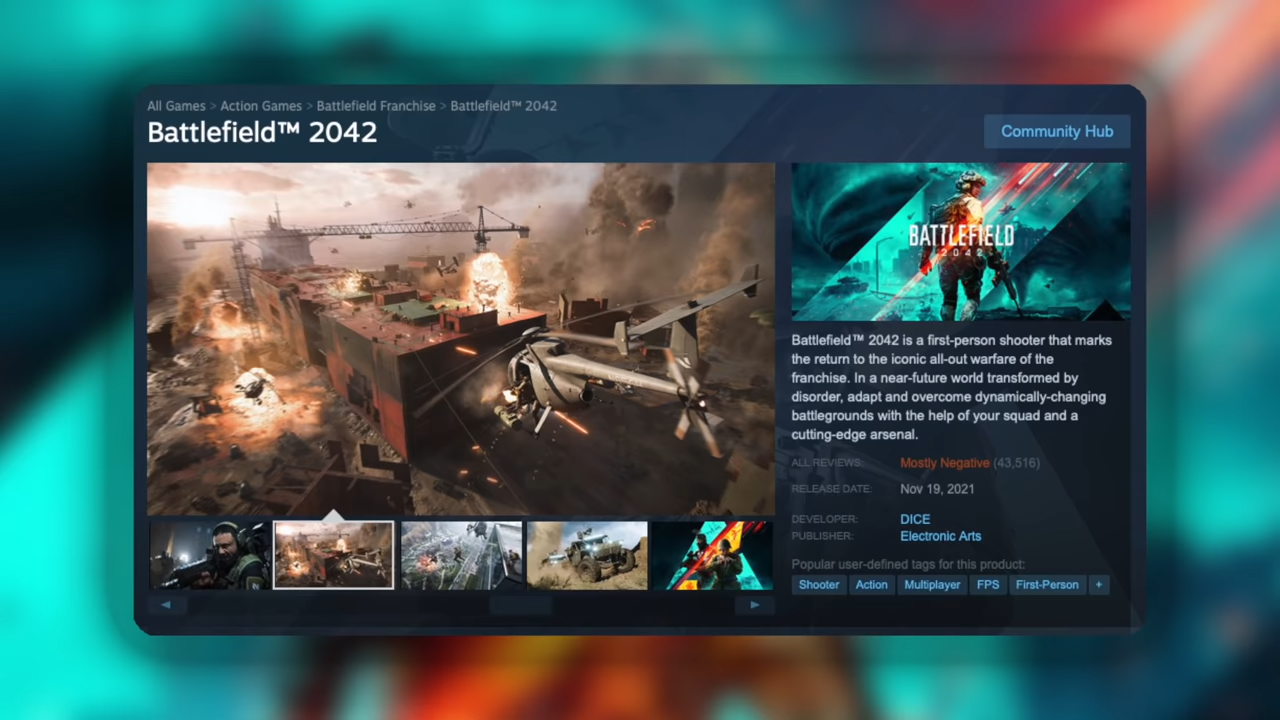 All Games > Action Games > Battlefield Franchise > Battlefield™ 2042
Battlefield™ 2042
Community Hub
BATTLEFIELD
2042
Battlefield™ 2042 is a first-person shooter that marks
the return to the iconic all-out warfare of the
franchise. In a near-future world transformed by
disorder, adapt and overcome dynamically-changing
battlegrounds with the help of your squad and a
cutting-edge arsenal.
ALL REVIEWS: Mostly Negative (43,516)
RELEASE DATE: Nov 19, 2021
DEVELOPER: DICE
PUBLISHER: Electronic Arts
Popular user-defined tags for this product:
Shooter Action Multiplayer FPS First-Person +